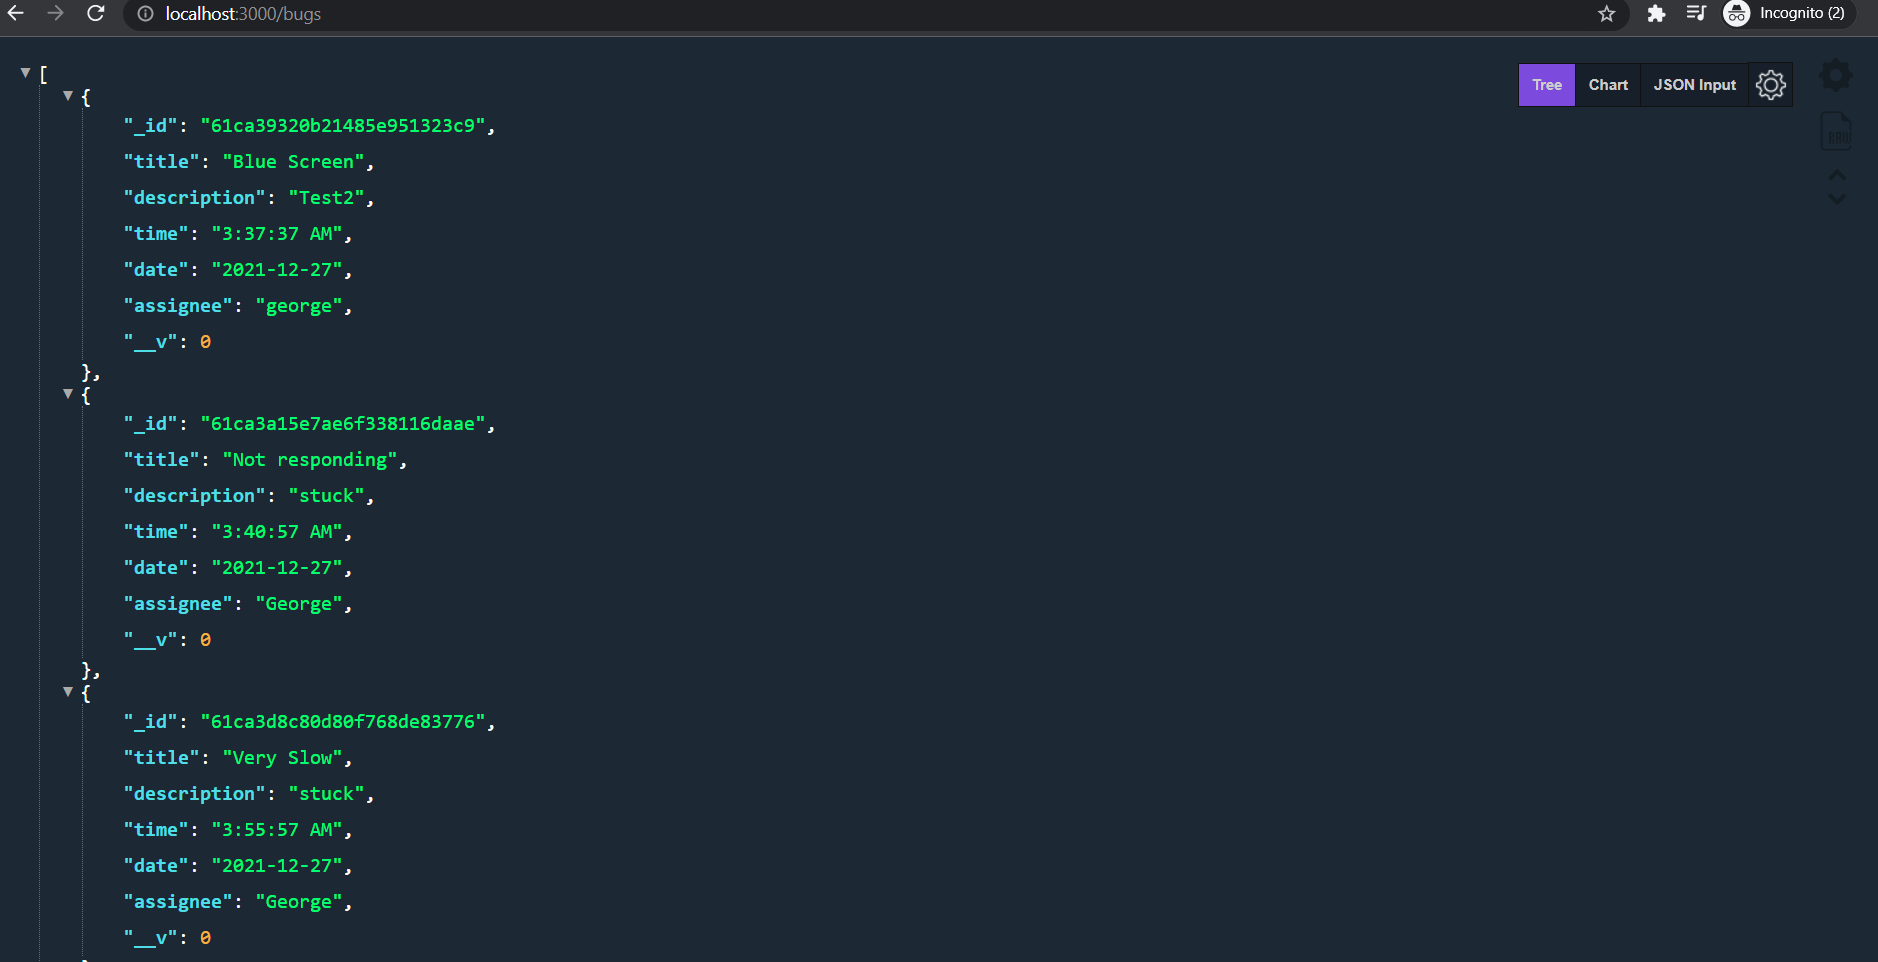 localhost:3000/bugs
Incognito (2)
Tree Chart JSON Input
RAW
[
{
"_id": "61ca39320b21485e951323c9",
"title": "Blue Screen",
"description": "Test2",
"time": "3:37:37 AM",
"date": "2021-12-27",
"assignee": "george",
"__v": 0
},
{
"_id": "61ca3a15e7ae6f338116daae",
"title": "Not responding",
"description": "stuck",
"time": "3:40:57 AM",
"date": "2021-12-27",
"assignee": "George",
"__v": 0
},
{
"_id": "61ca3d8c80d80f768de83776",
"title": "Very Slow",
"description": "stuck",
"time": "3:55:57 AM",
"date": "2021-12-27",
"assignee": "George",
"__v": 0